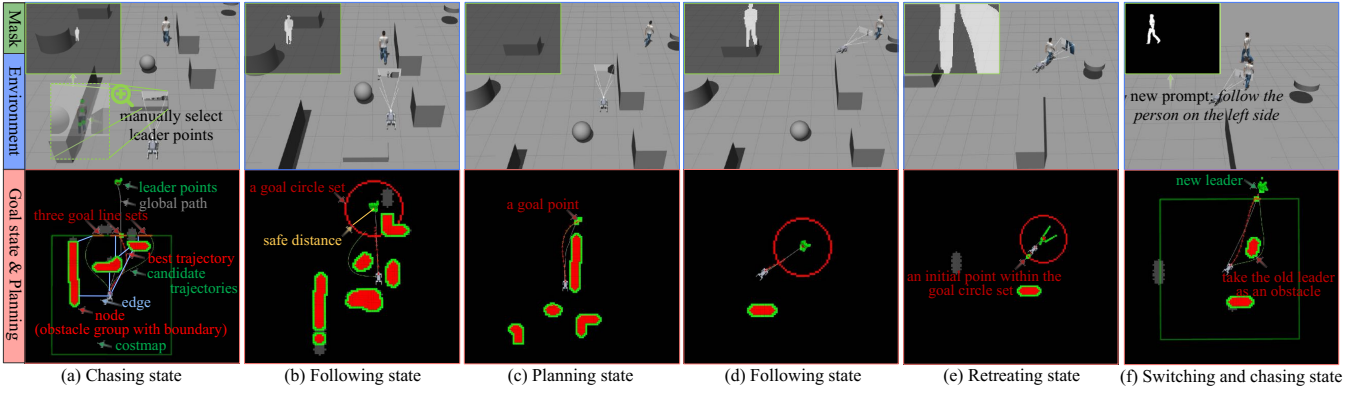 Mask
Environment
Goal state & Planning
manually select
leader points
new prompt: follow the
person on the left side
leader points
global path
three goal line sets
best trajectory
candidate
trajectories
edge
node
(obstacle group with boundary)
costmap
a goal circle set
safe distance
a goal point
an initial point within the
goal circle set
new leader
take the old leader
as an obstacle
(a) Chasing state
(b) Following state
(c) Planning state
(d) Following state
(e) Retreating state
(f) Switching and chasing state